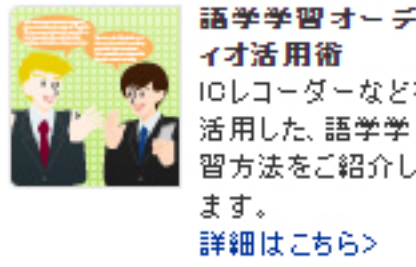 語学学習オーデ
ィオ活用術
ICレコーダーなどを
活用した、語学学
習方法をご紹介し
ます。
詳細はこちら>